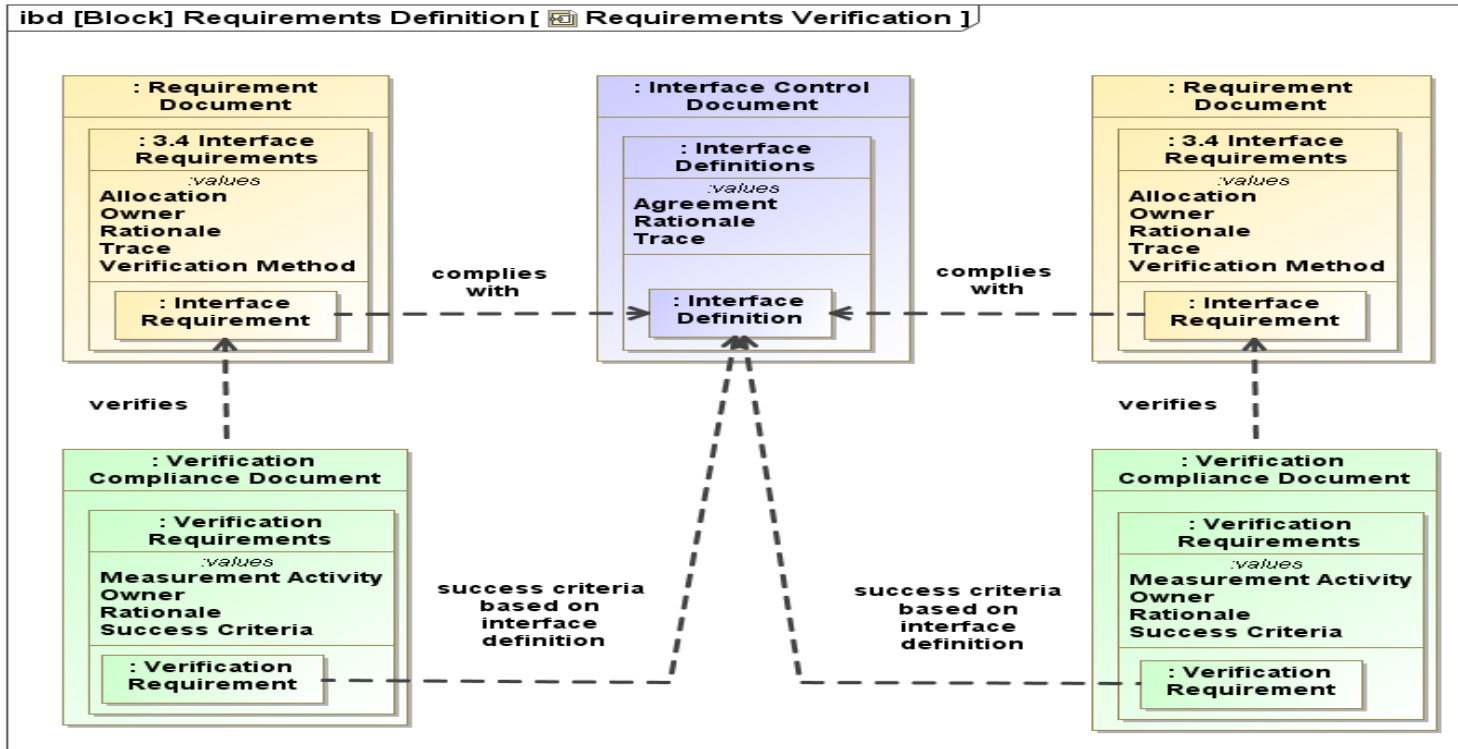 ibd [Block] Requirements Definition [ Requirements Verification ]
: Requirement
Document
: 3.4 Interface
Requirements
:values
Allocation
Owner
Rationale
Trace
Verification Method
: Interface
Requirement
complies
with
: Interface Control
Document
: Interface
Definitions
:values
Agreement
Rationale
Trace
: Interface
Definition
complies
with
: Requirement
Document
: 3.4 Interface
Requirements
:values
Allocation
Owner
Rationale
Trace
Verification Method
: Interface
Requirement
verifies
verifies
: Verification
Compliance Document
: Verification
Requirements
:values
Measurement Activity
Owner
Rationale
Success Criteria
: Verification
Requirement
success criteria
based on
interface
definition
success criteria
based on
interface
definition
: Verification
Compliance Document
: Verification
Requirements
:values
Measurement Activity
Owner
Rationale
Success Criteria
: Verification
Requirement